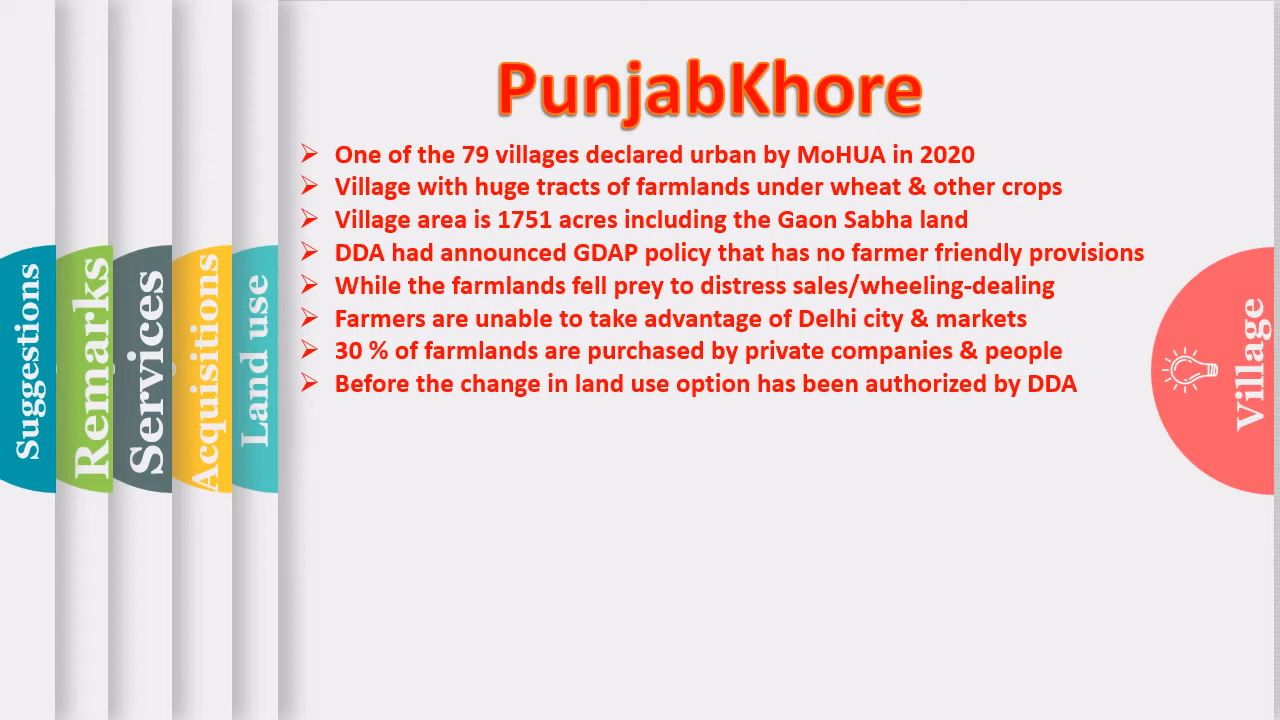 PunjabKhore
One of the 79 villages declared urban by MoHUA in 2020
Village with huge tracts of farmlands under wheat & other crops
Village area is 1751 acres including the Gaon Sabha land
DDA had announced GDAP policy that has no farmer friendly provisions
While the farmlands fell prey to distress sales/wheeling-dealing
Farmers are unable to take advantage of Delhi city & markets
30 % of farmlands are purchased by private companies & people
Before the change in land use option has been authorized by DDA
Suggestions
Remarks
Services
Acquisitions
Land use
Village